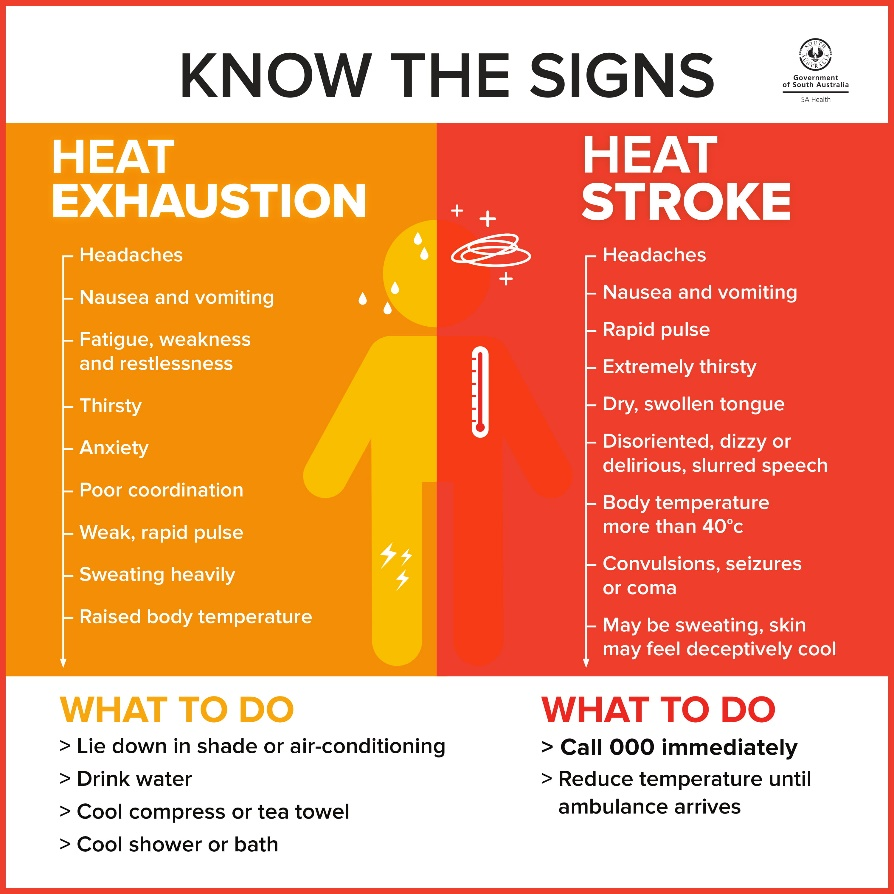 KNOW THE SIGNS
SOUTH AUSTRALIA
Government
of South Australia
SA Health
HEAT
EXHAUSTION
Headaches
Nausea and vomiting
Fatigue, weakness
and restlessness
Thirsty
Anxiety
Poor coordination
Weak, rapid pulse
Sweating heavily
Raised body temperature
HEAT
STROKE
Headaches
Nausea and vomiting
Rapid pulse
Extremely thirsty
Dry, swollen tongue
Disoriented, dizzy or
delirious, slurred speech
Body temperature
more than 40°c
Convulsions, seizures
or coma
May be sweating, skin
may feel deceptively cool
WHAT TO DO
> Lie down in shade or air-conditioning
> Drink water
> Cool compress or tea towel
> Cool shower or bath
WHAT TO DO
> Call 000 immediately
> Reduce temperature until
ambulance arrives